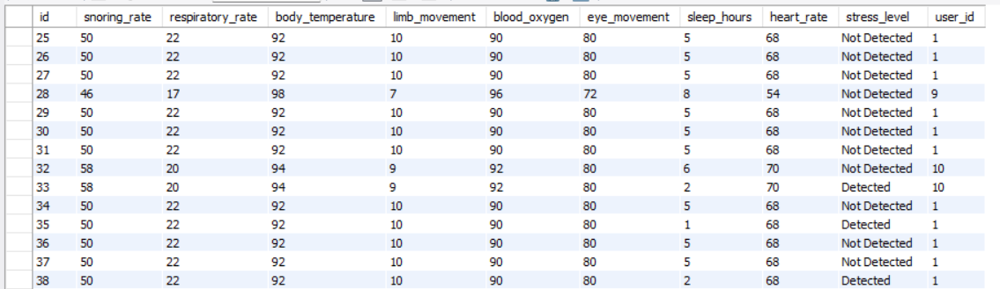 id snoring_rate respiratory_rate body_temperature limb_movement blood_oxygen eye_movement sleep_hours heart_rate stress_level user_id
25 50 22 92 10 90 80 5 68 Not Detected 1
26 50 22 92 10 90 80 5 68 Not Detected 1
27 50 22 92 10 90 80 5 68 Not Detected 1
28 46 17 98 7 96 72 8 54 Not Detected 9
29 50 22 92 10 90 80 5 68 Not Detected 1
30 50 22 92 10 90 80 5 68 Not Detected 1
31 50 22 92 10 90 80 5 68 Not Detected 1
32 58 20 94 9 92 80 6 70 Not Detected 10
33 58 20 94 9 92 80 2 70 Detected 10
34 50 22 92 10 90 80 5 68 Not Detected 1
35 50 22 92 10 90 80 1 68 Detected 1
36 50 22 92 10 90 80 5 68 Not Detected 1
37 50 22 92 10 90 80 5 68 Not Detected 1
38 50 22 92 10 90 80 2 68 Detected 1